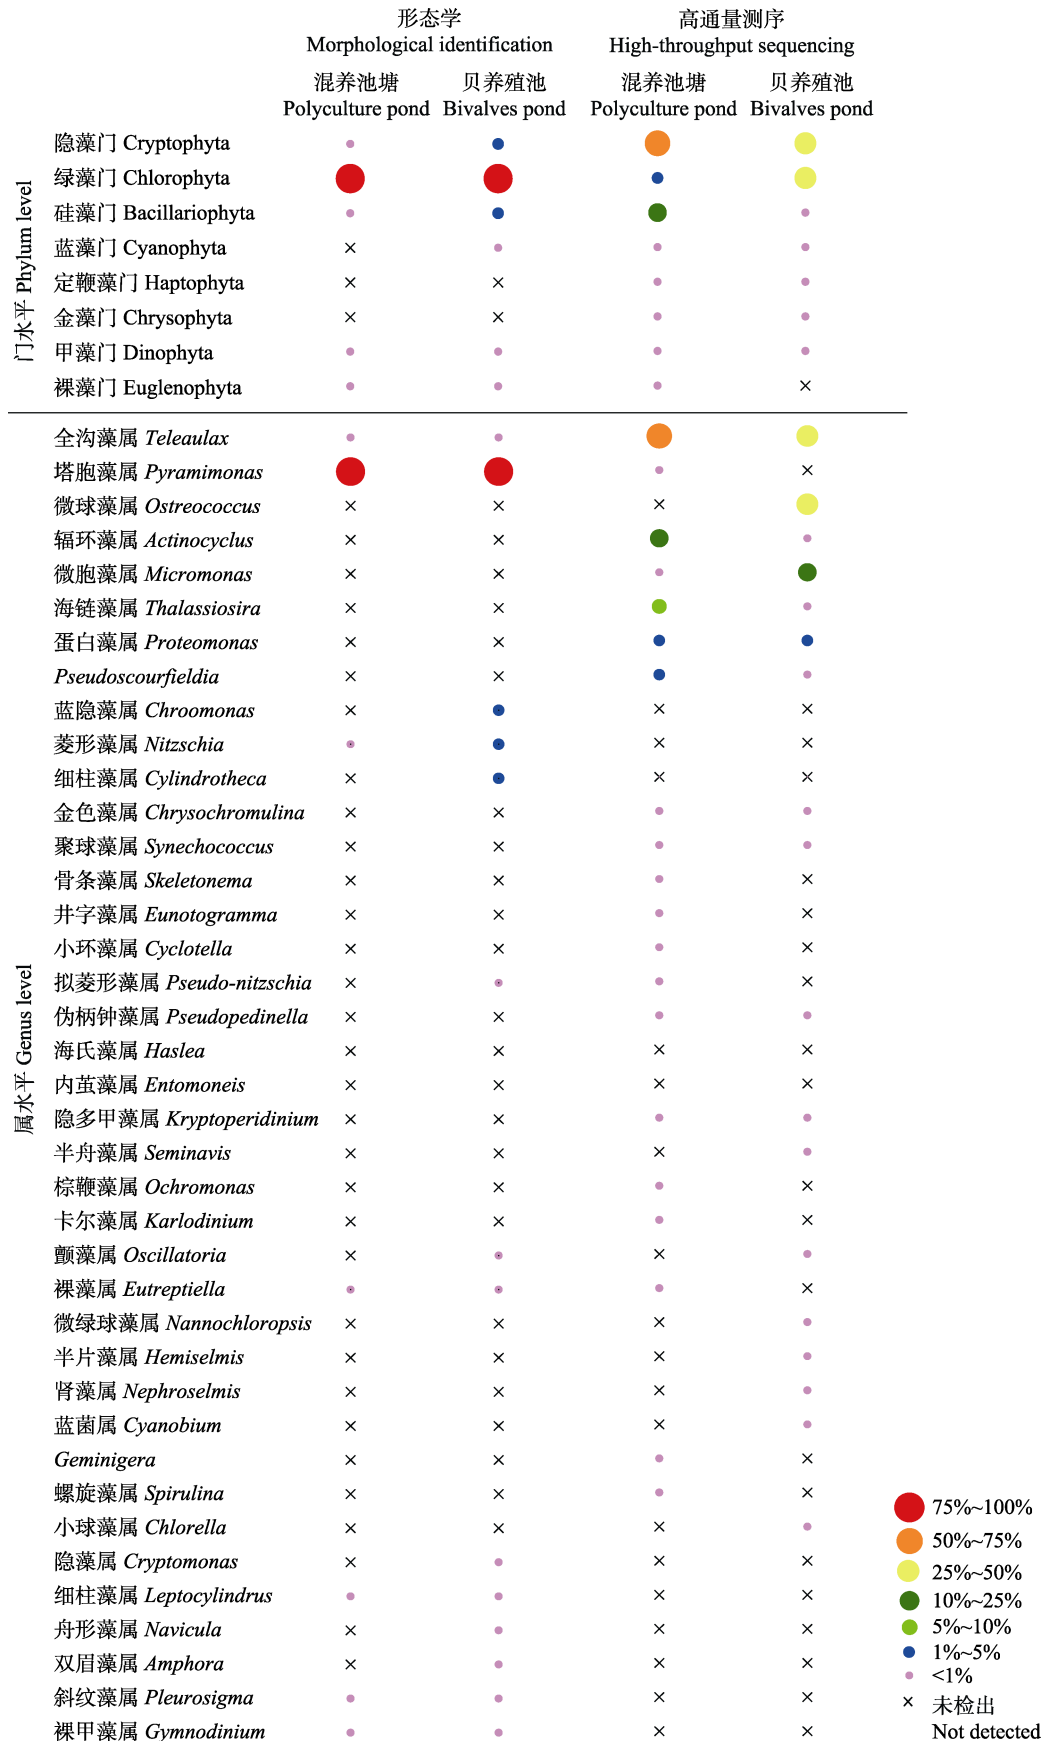 形态学
Morphological identification
高通量测序
High-throughput sequencing
混养池塘
Polyculture pond
贝养殖池
Bivalves pond
混养池塘
Polyculture pond
贝养殖池
Bivalves pond
门水平 Phylum level
隐藻门 Cryptophyta
绿藻门 Chlorophyta
硅藻门 Bacillariophyta
蓝藻门 Cyanophyta × 
定鞭藻门 Haptophyta × ×
金藻门 Chrysophyta × ×
甲藻门 Dinophyta
裸藻门 Euglenophyta ×
属水平 Genus level
全沟藻属 Teleaulax
塔胞藻属 Pyramimonas ×
微球藻属 Ostreococcus × × ×
辐环藻属 Actinocyclus × ×
微胞藻属 Micromonas × ×
海链藻属 Thalassiosira × ×
蛋白藻属 Proteomonas × ×
Pseudoscourfieldia × ×
蓝隐藻属 Chroomonas × × ×
菱形藻属 Nitzschia × ×
细柱藻属 Cylindrotheca × × ×
金色藻属 Chrysochromulina × ×
聚球藻属 Synechococcus × ×
骨条藻属 Skeletonema × × ×
井字藻属 Eunotogramma × × ×
小环藻属 Cyclotella × × ×
拟菱形藻属 Pseudo-nitzschia × ×
伪柄钟藻属 Pseudopedinella × ×
海氏藻属 Haslea × × × ×
内茧藻属 Entomoneis × × × ×
隐多甲藻属 Kryptoperidinium × ×
半舟藻属 Seminavis × × ×
棕鞭藻属 Ochromonas × × ×
卡尔藻属 Karlodinium × × ×
颤藻属 Oscillatoria × ×
裸藻属 Eutreptiella ×
微绿球藻属 Nannochloropsis × × ×
半片藻属 Hemiselmis × × ×
肾藻属 Nephroselmis × × ×
蓝菌属 Cyanobium × × ×
Geminigera × × ×
螺旋藻属 Spirulina × × ×
小球藻属 Chlorella × × ×
隐藻属 Cryptomonas × × ×
细柱藻属 Leptocylindrus × ×
舟形藻属 Navicula × × ×
双眉藻属 Amphora × × ×
斜纹藻属 Pleurosigma × ×
裸甲藻属 Gymnodinium × ×
75%~100%
50%~75%
25%~50%
10%~25%
5%~10%
1%~5%
<1%
× 未检出
Not detected